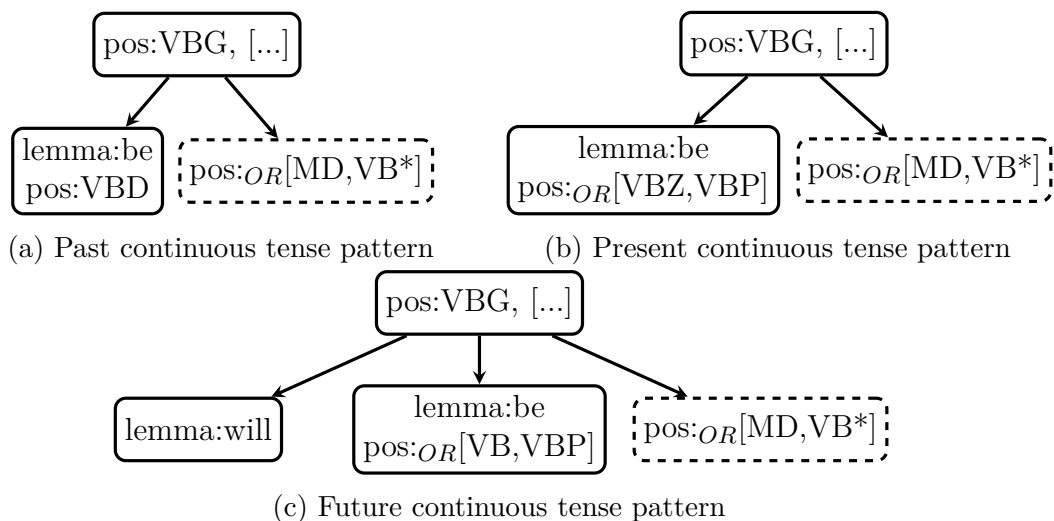 pos:VBG, [...]
lemma:be
pos:VBD
pos:OR[MD,VB*]
(a) Past continuous tense pattern
pos:VBG, [...]
lemma:be
pos:OR[VBZ,VBP]
pos:OR[MD,VB*]
(b) Present continuous tense pattern
pos:VBG, [...]
lemma:will
lemma:be
pos:OR[VB,VBP]
pos:OR[MD,VB*]
(c) Future continuous tense pattern